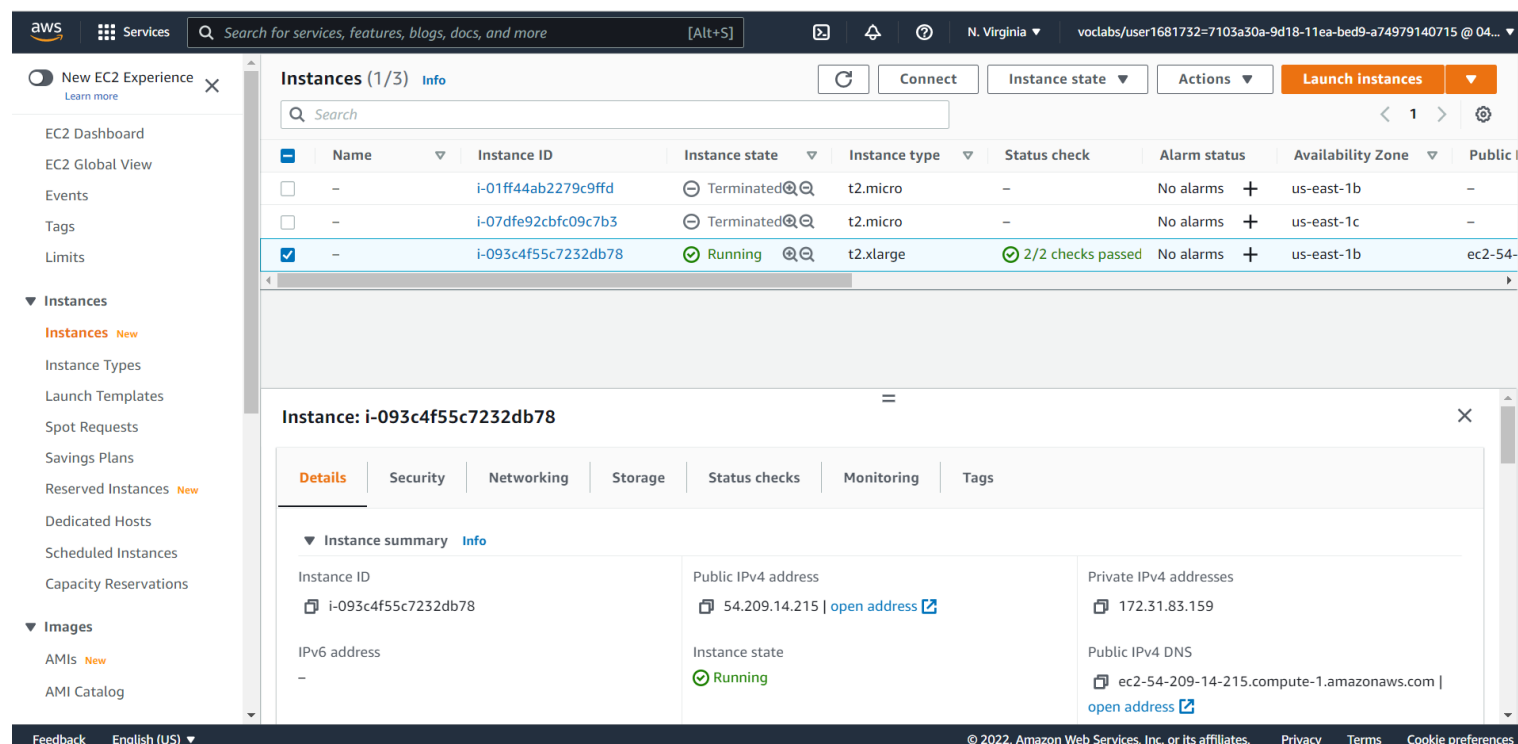 aws Services Search for services, features, blogs, docs, and more [Alt+S] N. Virginia voclabs/user1681732=7103a30a-9d18-11ea-bed9-a74979140715 @ 04...
New EC2 Experience
Learn more
EC2 Dashboard
EC2 Global View
Events
Tags
Limits
Instances
Instances New
Instance Types
Launch Templates
Spot Requests
Savings Plans
Reserved Instances New
Dedicated Hosts
Scheduled Instances
Capacity Reservations
Images
AMIs New
AMI Catalog
Instances (1/3) Info Connect Instance state Actions Launch instances
Search 1
Name Instance ID Instance state Instance type Status check Alarm status Availability Zone Public
– i-01ff44ab2279c9ffd Terminated t2.micro – No alarms + us-east-1b –
– i-07dfe92cbfc09c7b3 Terminated t2.micro – No alarms + us-east-1c –
– i-093c4f55c7232db78 Running t2.xlarge 2/2 checks passed No alarms + us-east-1b ec2-54-
Instance: i-093c4f55c7232db78
Details Security Networking Storage Status checks Monitoring Tags
Instance summary Info
Instance ID Public IPv4 address Private IPv4 addresses
i-093c4f55c7232db78 54.209.14.215 | open address 172.31.83.159
IPv6 address Instance state Public IPv4 DNS
– Running ec2-54-209-14-215.compute-1.amazonaws.com |
open address
Feedback English (US) © 2022, Amazon Web Services, Inc. or its affiliates. Privacy Terms Cookie preferences